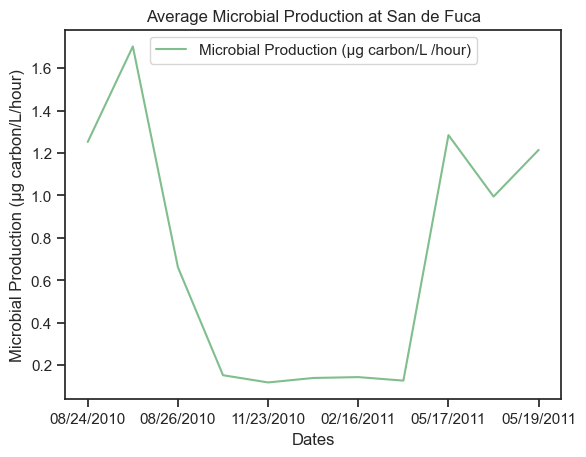 Average Microbial Production at San de Fuca
Microbial Production (μg carbon/L /hour)
Microbial Production (μg carbon/L/hour)
1.6
1.4
1.2
1.0
0.8
0.6
0.4
0.2
08/24/2010 08/26/2010 11/23/2010 02/16/2011 05/17/2011 05/19/2011
Dates